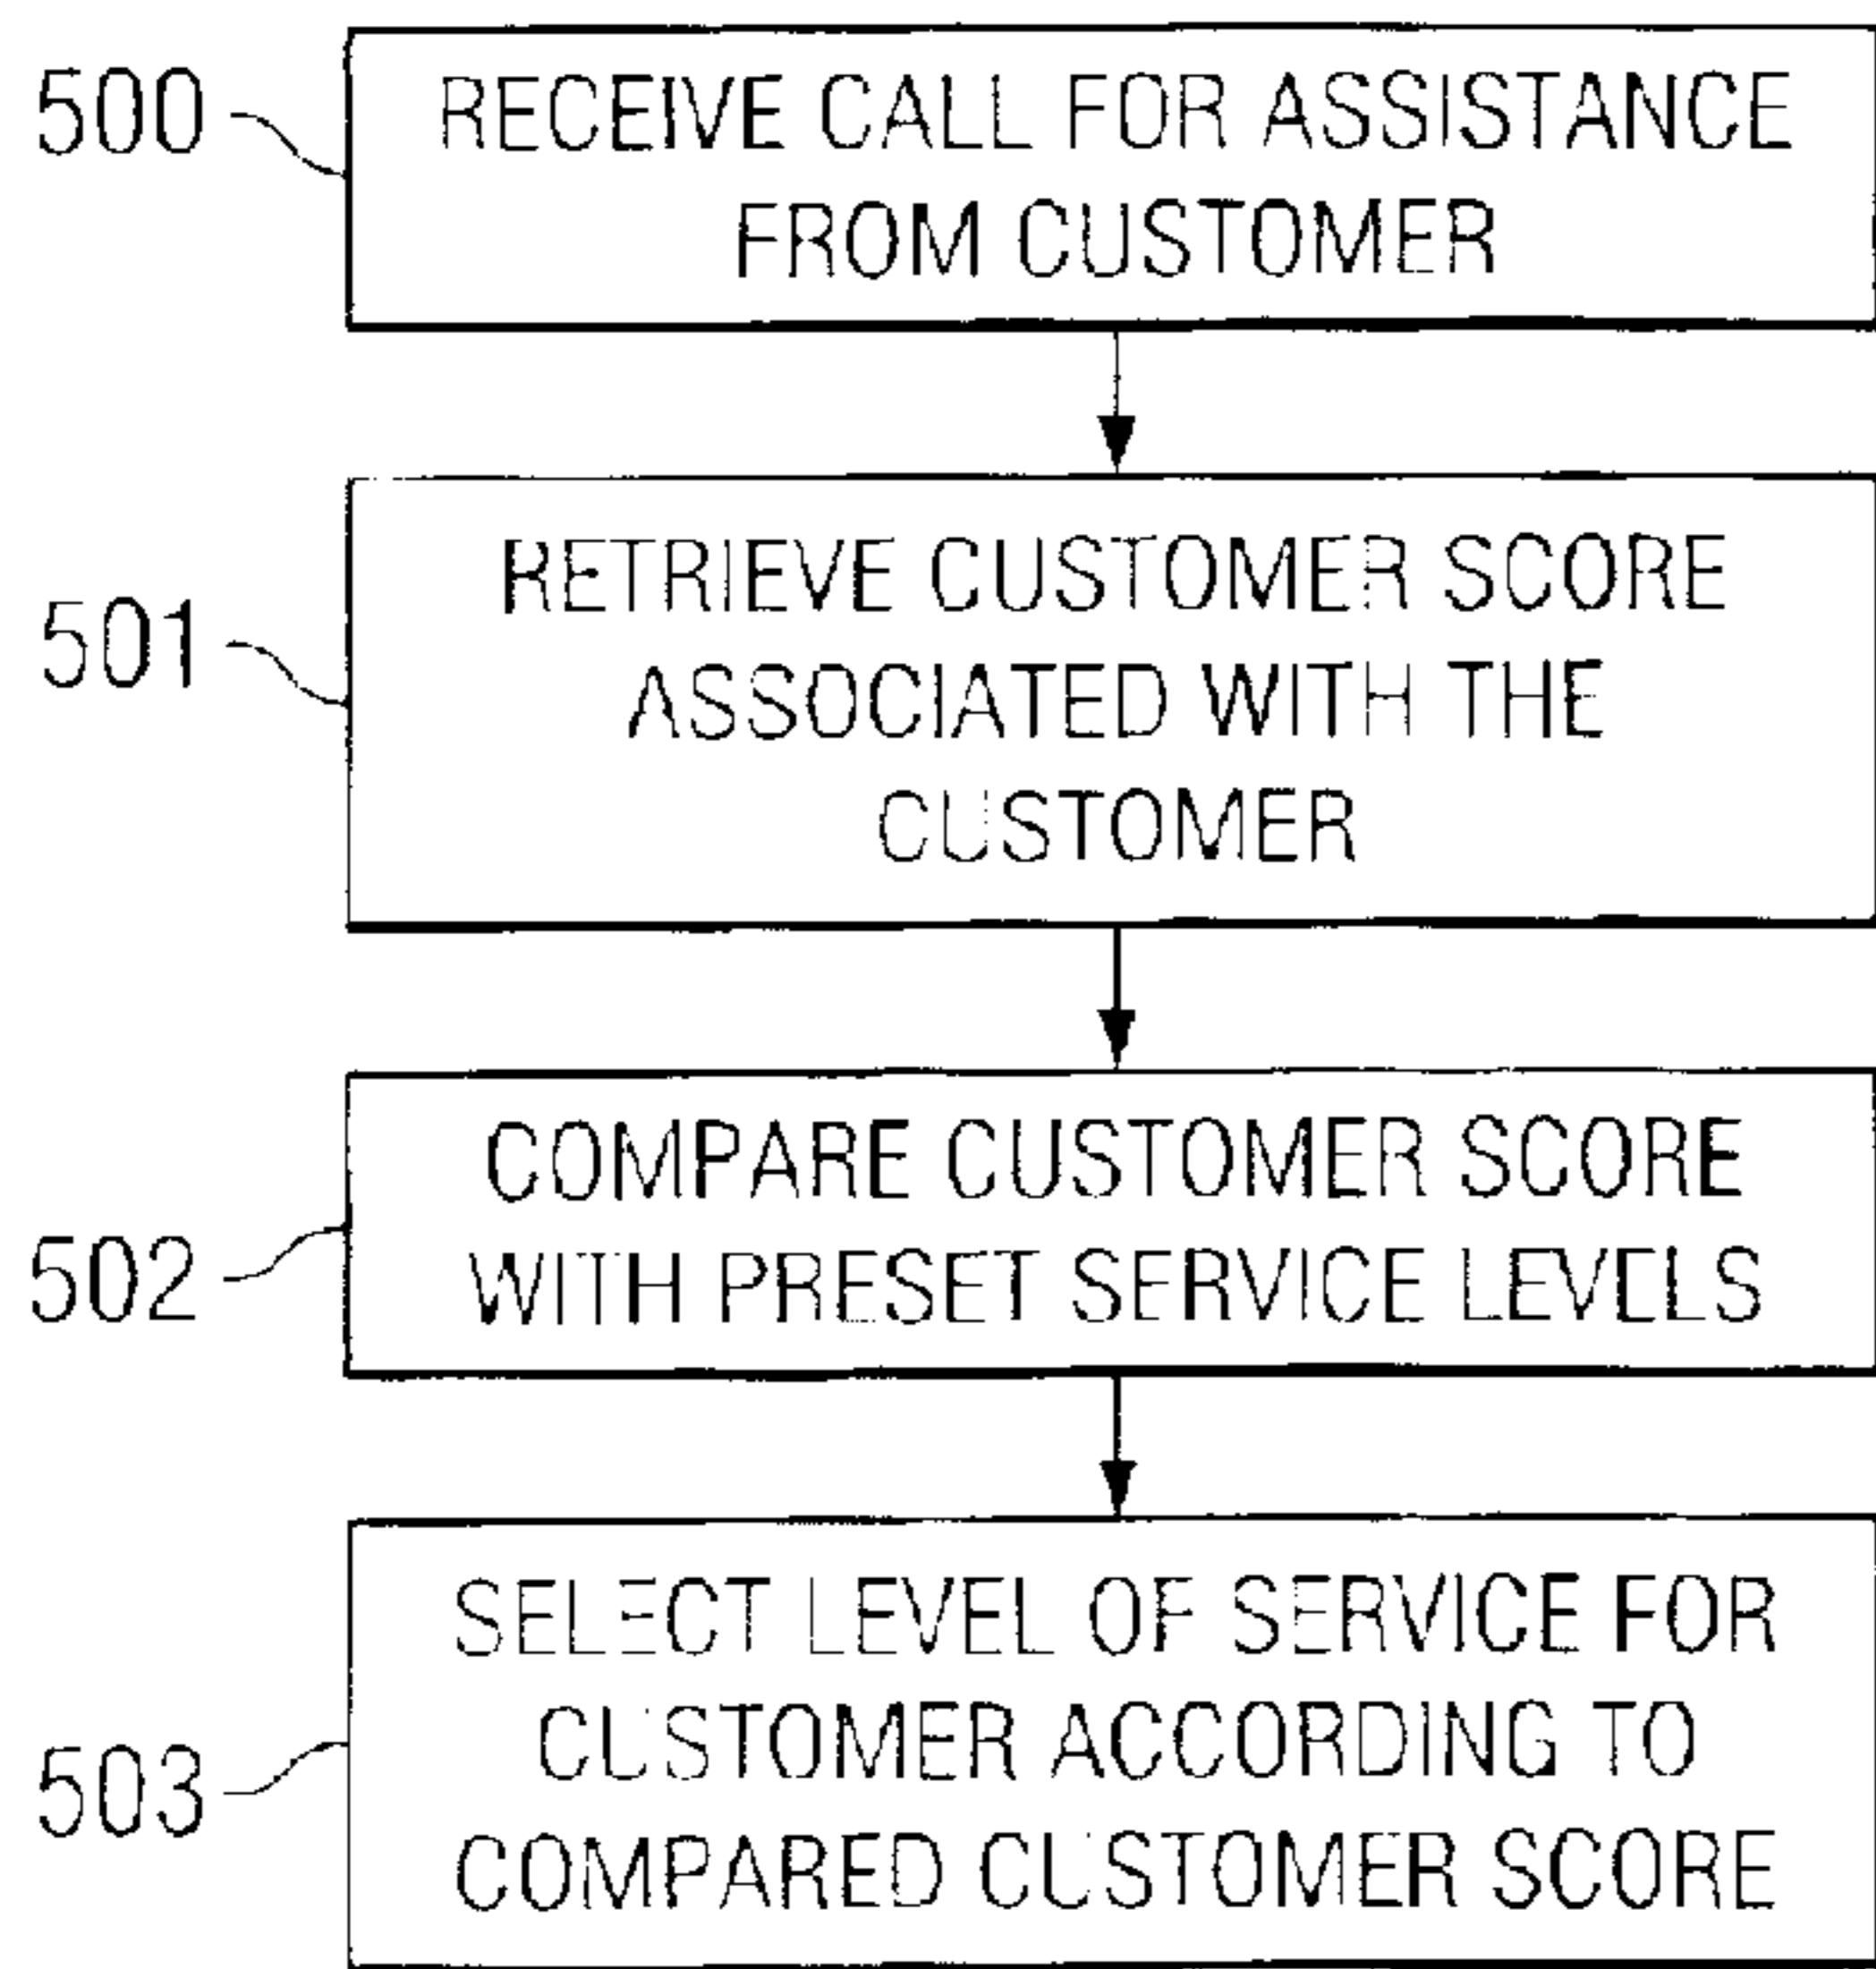 500
RECEIVE CALL FOR ASSISTANCE
FROM CUSTOMER
501
RETRIEVE CUSTOMER SCORE
ASSOCIATED WITH THE
CUSTOMER
502
COMPARE CUSTOMER SCORE
WITH PRESET SERVICE LEVELS
503
SELECT LEVEL OF SERVICE FOR
CUSTOMER ACCORDING TO
COMPARED CUSTOMER SCORE